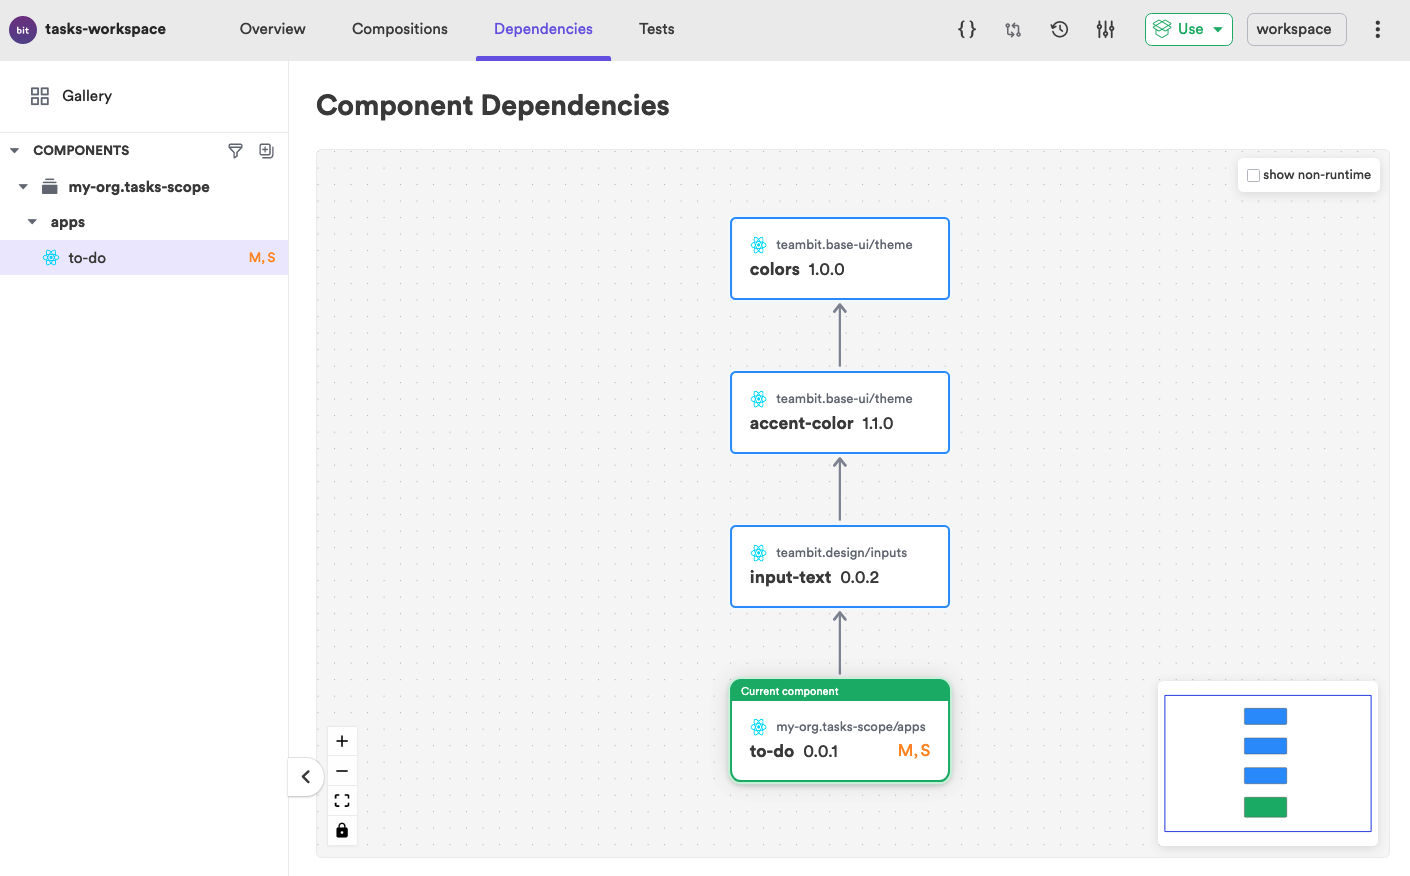 bit tasks-workspace Overview Compositions Dependencies Tests {} Use workspace
Gallery
COMPONENTS
my-org.tasks-scope
apps
to-do M, S
Component Dependencies
show non-runtime
teambit.base-ui/theme
colors 1.0.0
teambit.base-ui/theme
accent-color 1.1.0
teambit.design/inputs
input-text 0.0.2
Current component
my-org.tasks-scope/apps
to-do 0.0.1 M, S